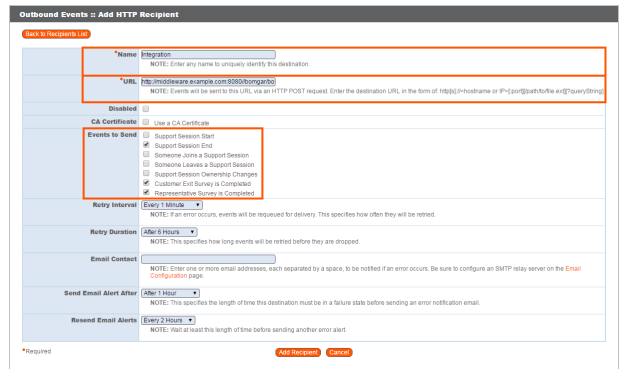 Outbound Events :: Add HTTP Recipient
Back to Recipients List
*Name Integration
NOTE: Enter any name to uniquely identify this destination.
*URL http://middleware.example.com:8080/bomgar/bo
NOTE: Events will be sent to this URL via an HTTP POST request. Enter the destination URL in the form of: http[s]://<hostname or IP>[:port][/path/to/file.ext][?queryString]
Disabled
CA Certificate Use a CA Certificate
Events to Send Support Session Start
Support Session End
Someone Joins a Support Session
Someone Leaves a Support Session
Support Session Ownership Changes
Customer Exit Survey is Completed
Representative Survey is Completed
Retry Interval Every 1 Minute
NOTE: If an error occurs, events will be requeued for delivery. This specifies how often they will be retried.
Retry Duration After 6 Hours
NOTE: This specifies how long events will be retried before they are dropped.
Email Contact
NOTE: Enter one or more email addresses, each separated by a space, to be notified if an error occurs. Be sure to configure an SMTP relay server on the Email
Configuration page.
Send Email Alert After After 1 Hour
NOTE: This specifies the length of time this destination must be in a failure state before sending an error notification email.
Resend Email Alerts Every 2 Hours
NOTE: Wait at least this length of time before sending another error alert.
*Required Add Recipient Cancel